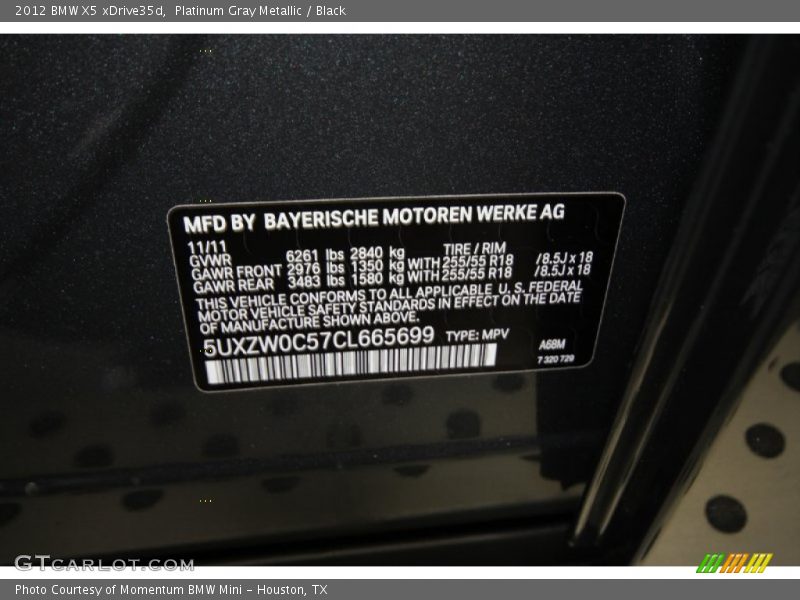 2012 BMW X5 xDrive35d, Platinum Gray Metallic / Black
MFD BY BAYERISCHE MOTOREN WERKE AG
11/11 TIRE / RIM
GVWR 6261 lbs 2840 kg
GAWR FRONT 2976 lbs 1350 kg WITH 255/55 R18 /8.5J x 18
GAWR REAR 3483 lbs 1580 kg WITH 255/55 R18 /8.5J x 18
THIS VEHICLE CONFORMS TO ALL APPLICABLE U.S. FEDERAL
MOTOR VEHICLE SAFETY STANDARDS IN EFFECT ON THE DATE
OF MANUFACTURE SHOWN ABOVE.
5UXZW0C57CL665699 TYPE: MPV
A68M
7 320 729
GTCARLOT.COM
Photo Courtesy of Momentum BMW Mini - Houston, TX